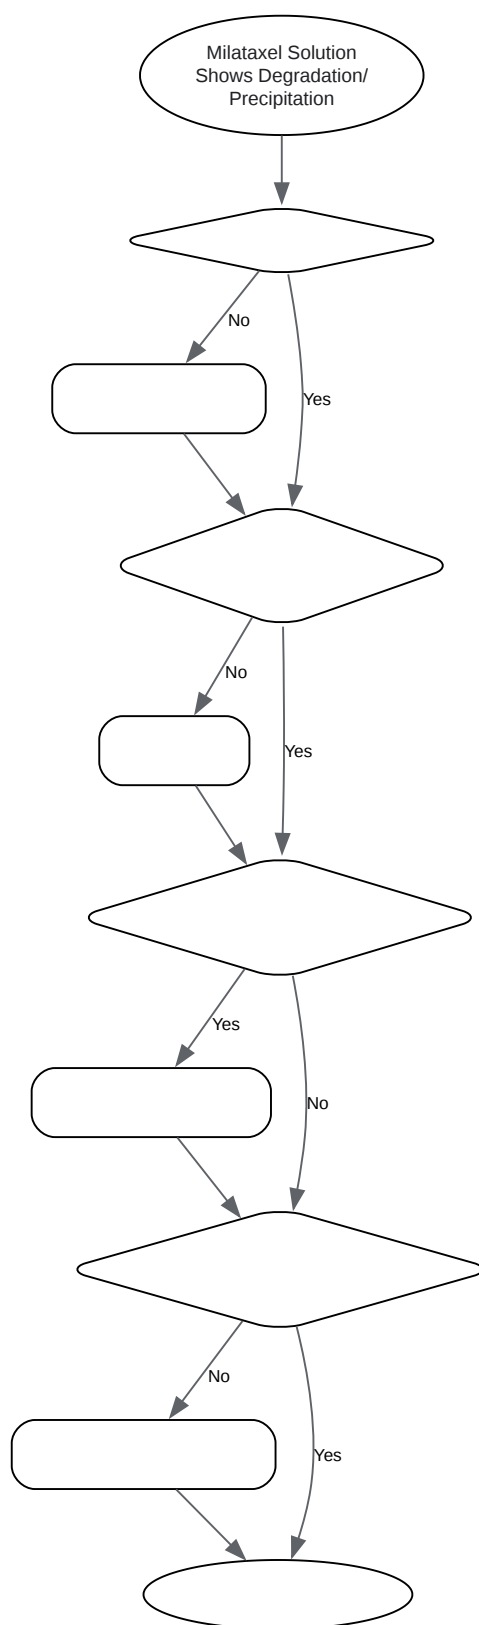 Milataxel Solution
Shows Degradation/
Precipitation
No
Yes
No
Yes
Yes
No
No
Yes